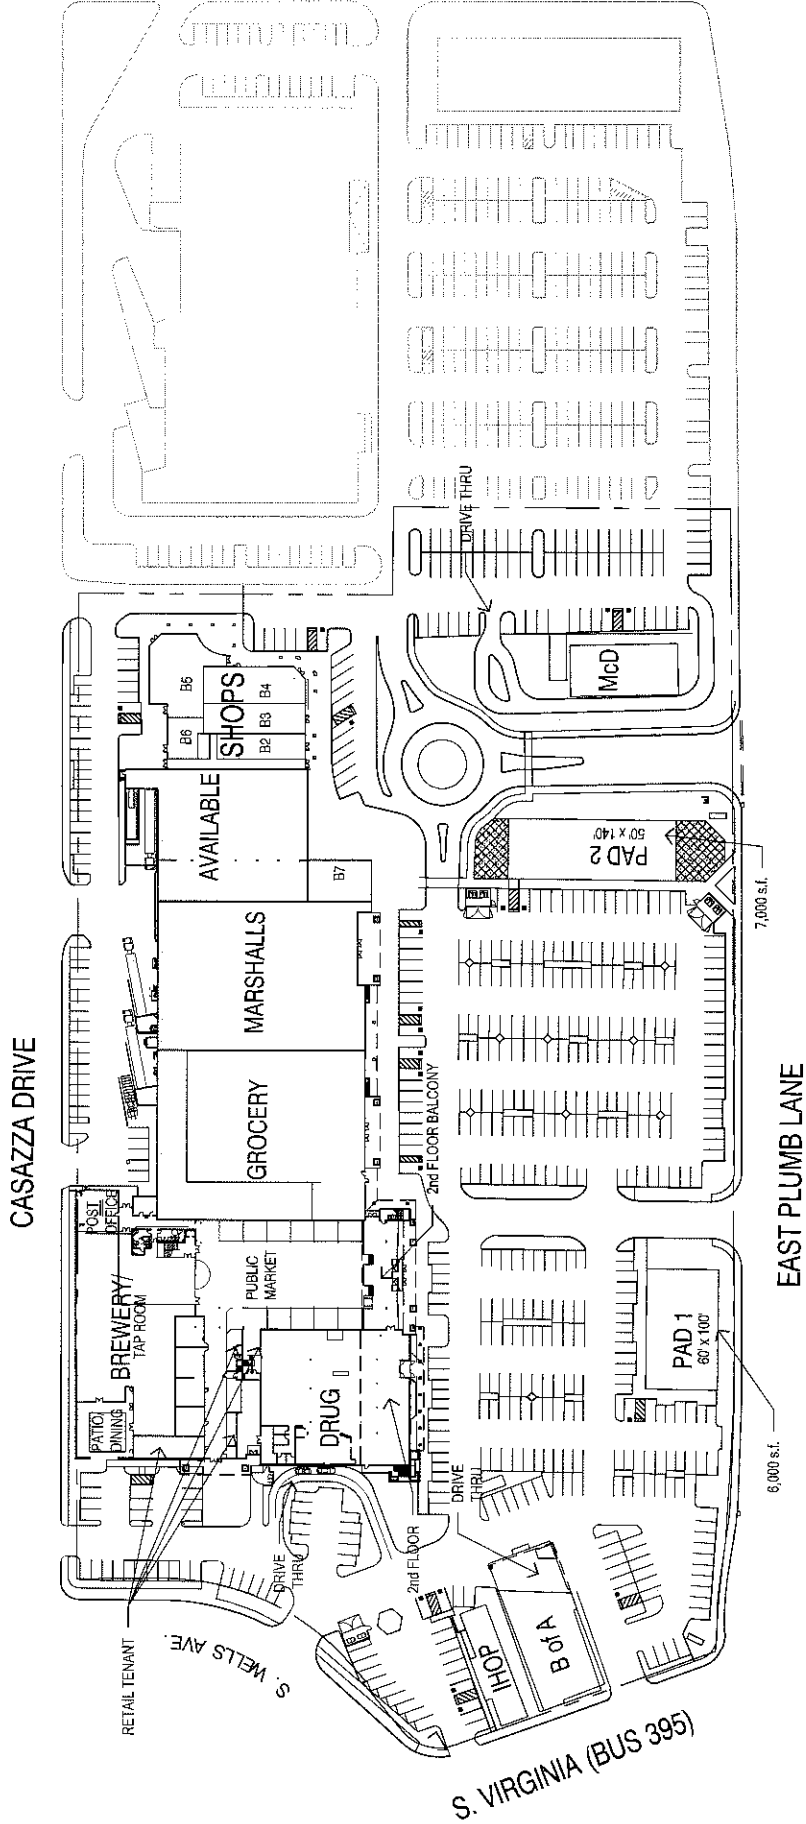 CASAZZA DRIVE
RETAIL TENANT
S. WELLS AVE.
PATIO/
DINING
BREWERY/
TAP ROOM
POST
OFFICE
PUBLIC
MARKET
DRUG
DRIVE
THRU
2nd FLOOR
2nd FLOOR BALCONY
GROCERY
MARSHALLS
AVAILABLE
B7
SHOPS
B6
B5
B2
B3
B4
DRIVE THRU
McD
PAD 2
50' x 140'
7,000 s.f.
PAD 1
60' x 100'
6,000 s.f.
DRIVE
THRU
IHOP
B of A
S. VIRGINIA (BUS 395)
EAST PLUMB LANE